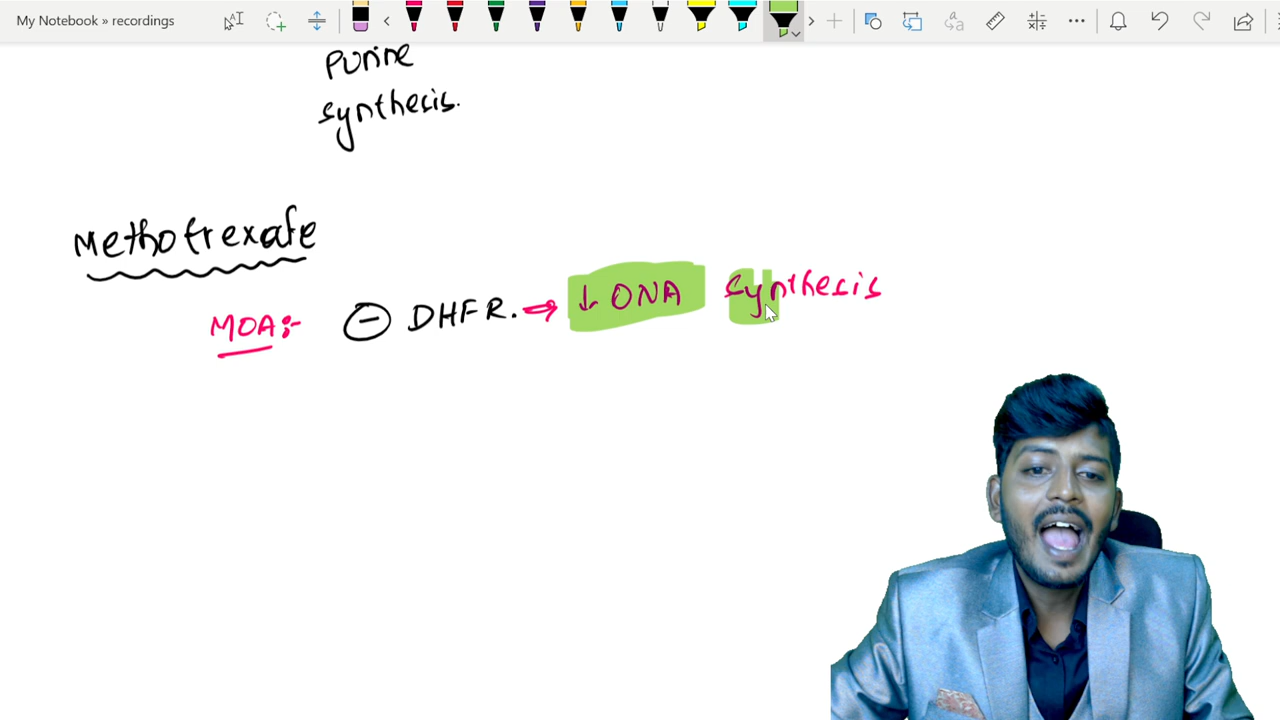 My Notebook » recordings
Purine
synthesis.
Methotrexate
MOA:- ⊖ DHFR. ⇒ ↓ DNA synthesis